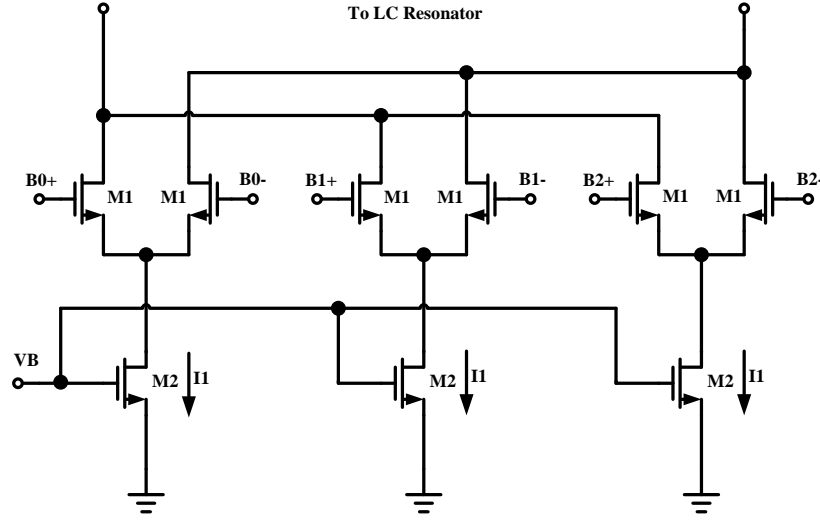 To LC Resonator
B0+ M1 M1 B0- B1+ M1 M1 B1- B2+ M1 M1 B2-
VB M2 I1 M2 I1 M2 I1